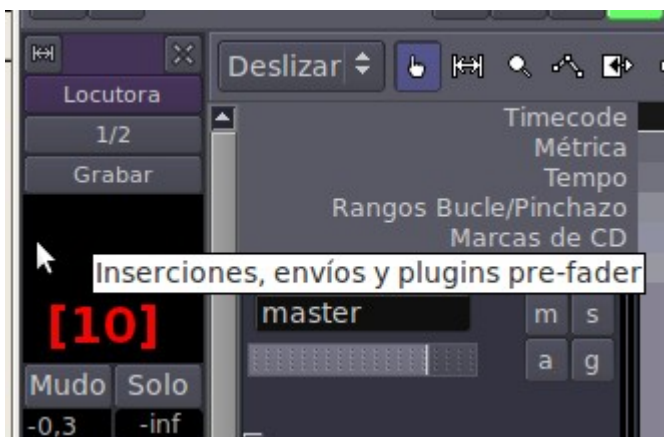 Locutora
1/2
Grabar
[10]
Mudo Solo
-0,3 -inf
Deslizar
Timecode
Métrica
Tempo
Rangos Bucle/Pinchazo
Marcas de CD
Inserciones, envíos y plugins pre-fader
master m s
a g